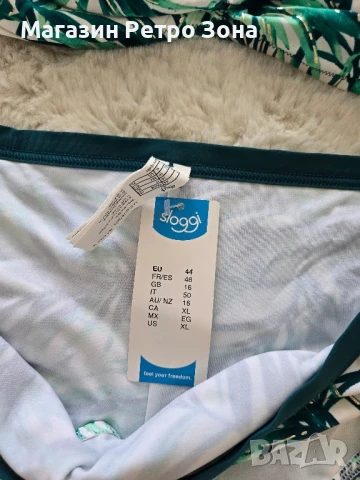 Магазин Ретро Зона
sloggi
EU 44
FR/ES 46
GB 16
IT 50
AU/ NZ 16
CA XL
MX EG
US XL
feel your freedom.
bazar